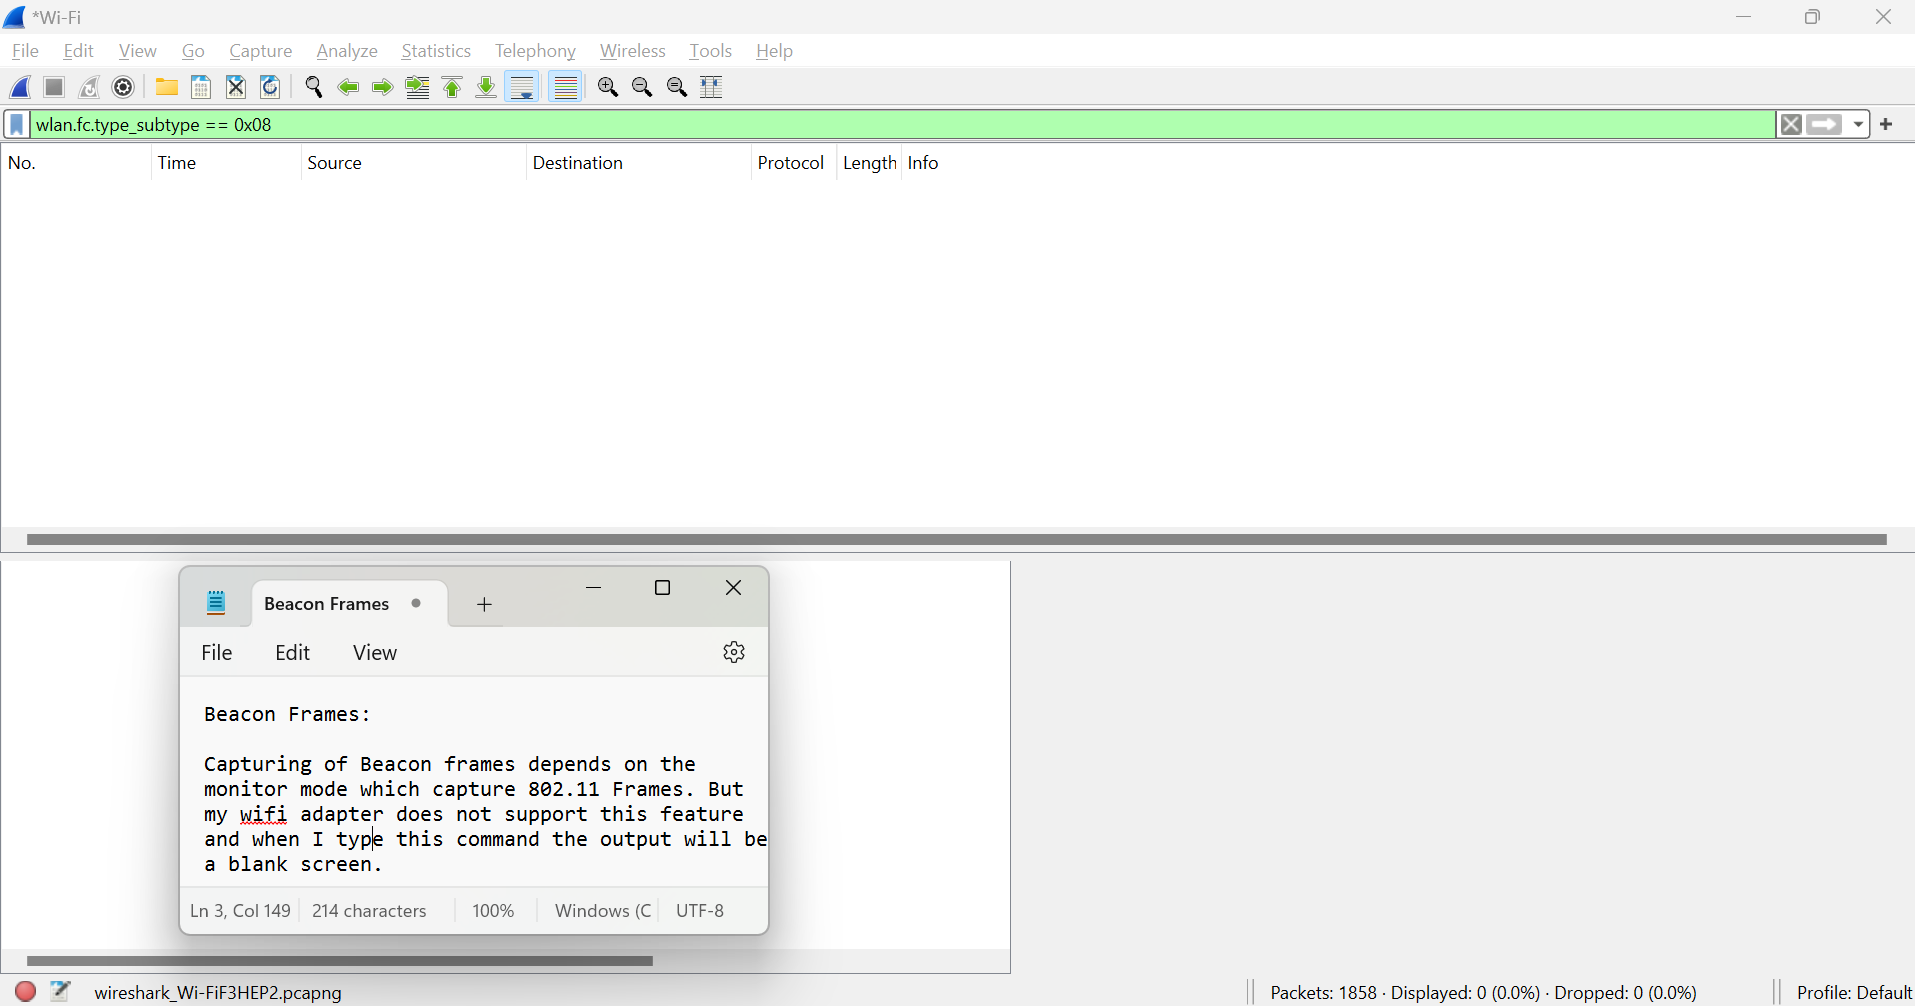 *Wi-Fi
File Edit View Go Capture Analyze Statistics Telephony Wireless Tools Help
wlan.fc.type_subtype == 0x08
No. Time Source Destination Protocol Length Info
Beacon Frames
File Edit View
Beacon Frames:
Capturing of Beacon frames depends on the
monitor mode which capture 802.11 Frames. But
my wifi adapter does not support this feature
and when I type this command the output will be
a blank screen.
Ln 3, Col 149 214 characters 100% Windows (C UTF-8
wireshark_Wi-FiF3HEP2.pcapng Packets: 1858 · Displayed: 0 (0.0%) · Dropped: 0 (0.0%) Profile: Default